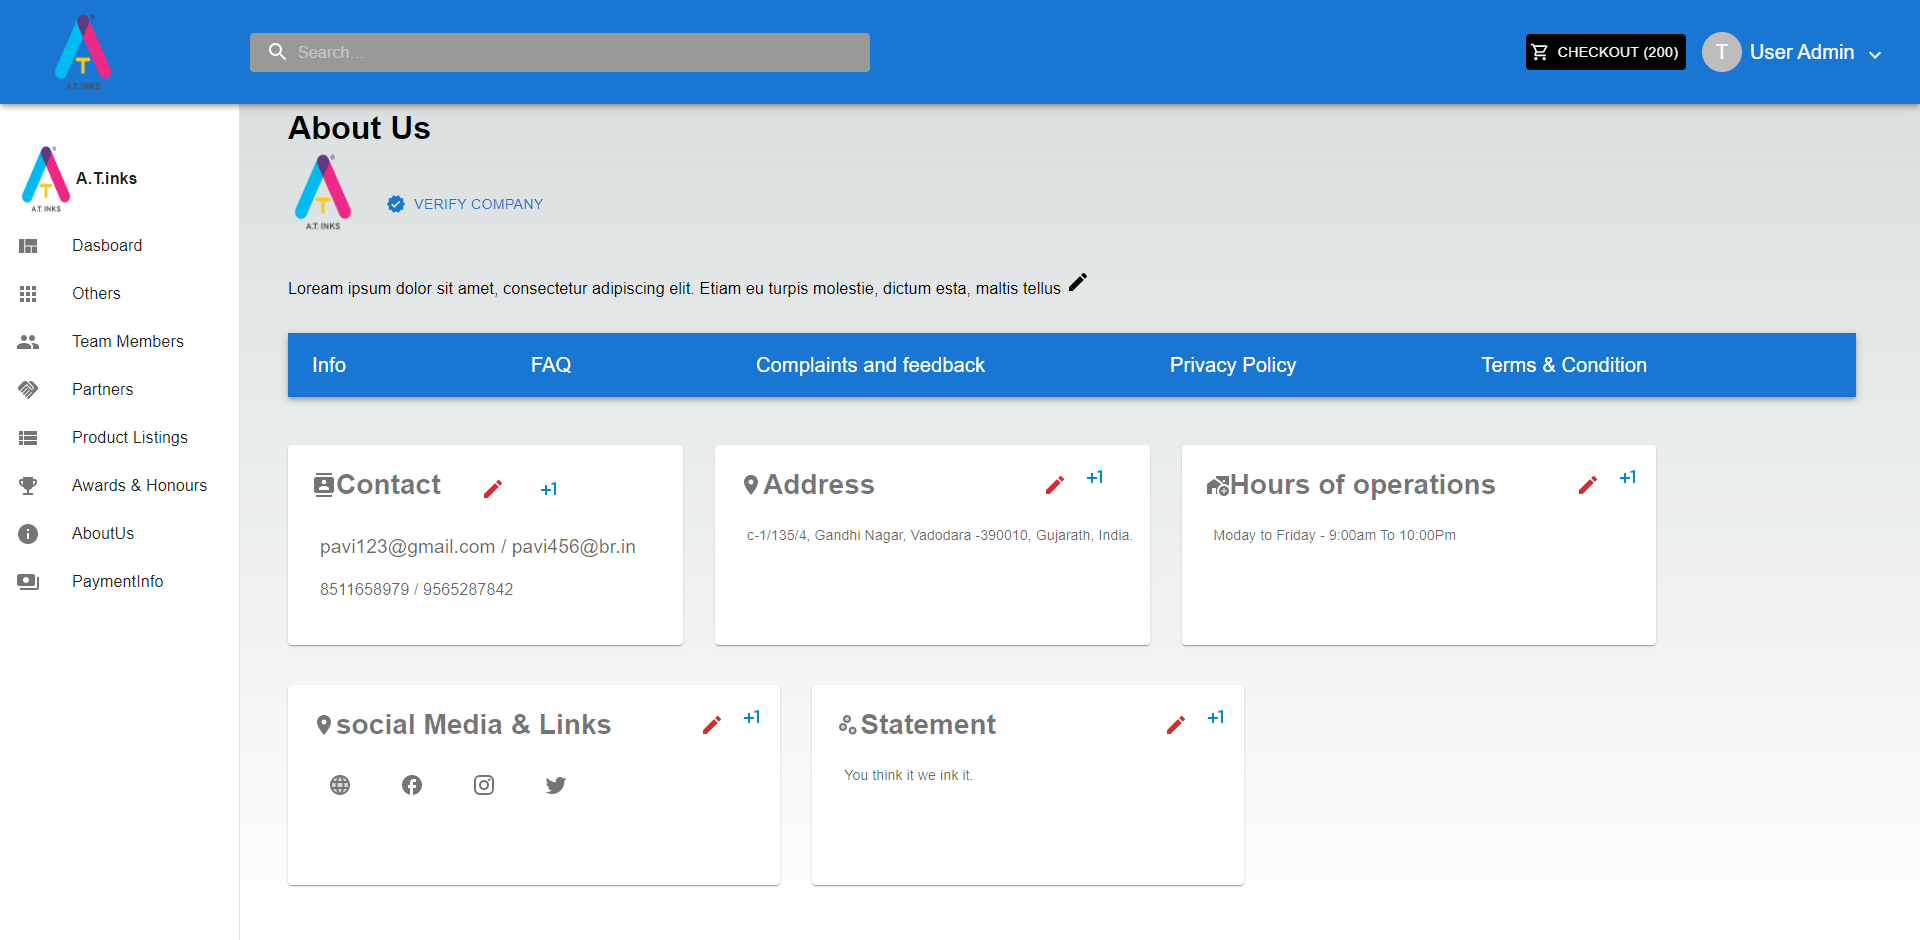 A.T. INKS
Search...
CHECKOUT (200)
T
User Admin
A.T. INKS
A.T.inks
Dasboard
Others
Team Members
Partners
Product Listings
Awards & Honours
AboutUs
PaymentInfo
About Us
A.T. INKS
VERIFY COMPANY
Loream ipsum dolor sit amet, consectetur adipiscing elit. Etiam eu turpis molestie, dictum esta, maltis tellus
Info
FAQ
Complaints and feedback
Privacy Policy
Terms & Condition
Contact
+1
pavi123@gmail.com / pavi456@br.in
8511658979 / 9565287842
Address
+1
c-1/135/4, Gandhi Nagar, Vadodara -390010, Gujarath, India.
Hours of operations
+1
Moday to Friday - 9:00am To 10:00Pm
social Media & Links
+1
Statement
+1
You think it we ink it.